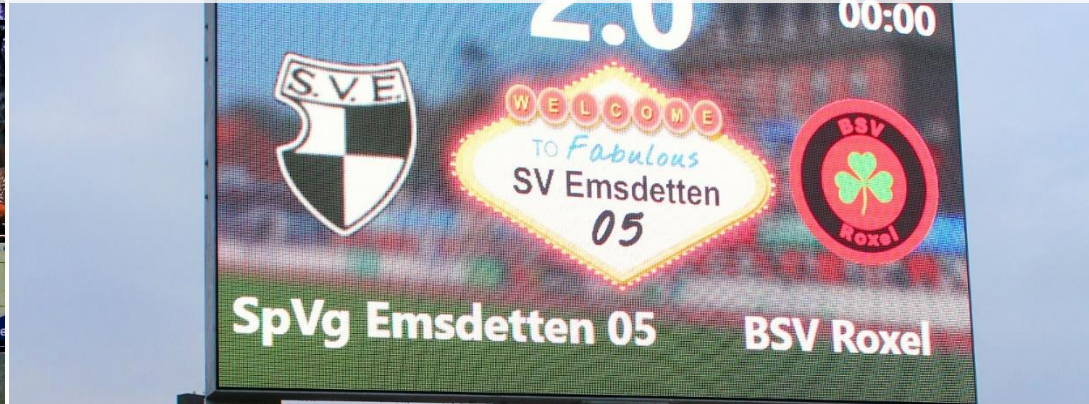 2:0
00:00
S.V.E.
WELCOME
TO Fabulous
SV Emsdetten
05
BSV
Roxel
SpVg Emsdetten 05
BSV Roxel